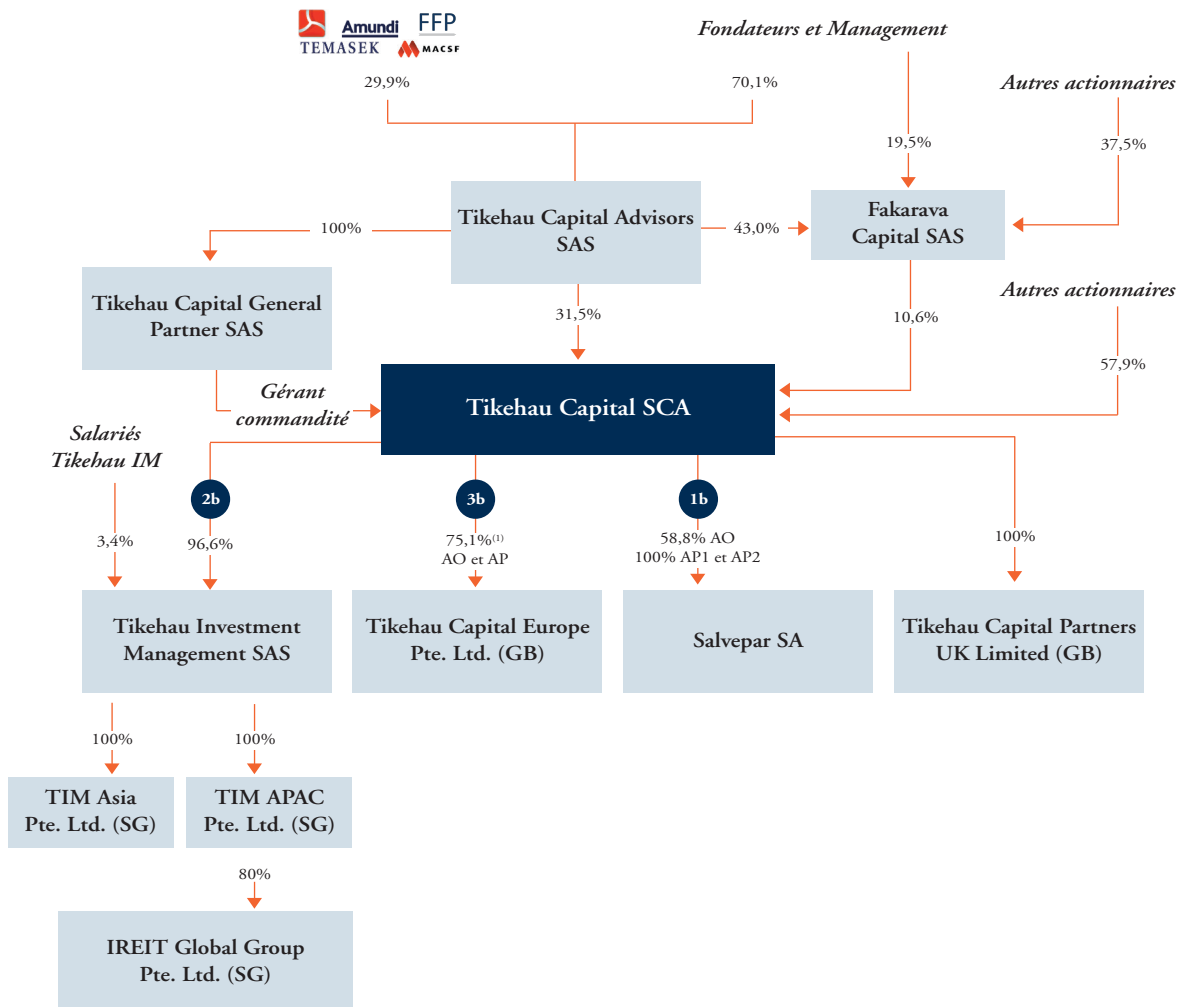 Amundi
FFP
TEMASEK
MACSF
Fondateurs et Management
29,9%
70,1%
Autres actionnaires
19,5%
37,5%
Tikehau Capital Advisors
SAS
Fakarava
Capital SAS
100%
43,0%
Tikehau Capital General
Partner SAS
31,5%
10,6%
Autres actionnaires
57,9%
Gérant
commandité
Tikehau Capital SCA
Salariés
Tikehau IM
2b
3b
1b
3,4%
96,6%
75,1%(1)
AO et AP
58,8% AO
100% AP1 et AP2
100%
Tikehau Investment
Management SAS
Tikehau Capital Europe
Pte. Ltd. (GB)
Salvepar SA
Tikehau Capital Partners
UK Limited (GB)
100%
100%
TIM Asia
Pte. Ltd. (SG)
TIM APAC
Pte. Ltd. (SG)
80%
IREIT Global Group
Pte. Ltd. (SG)